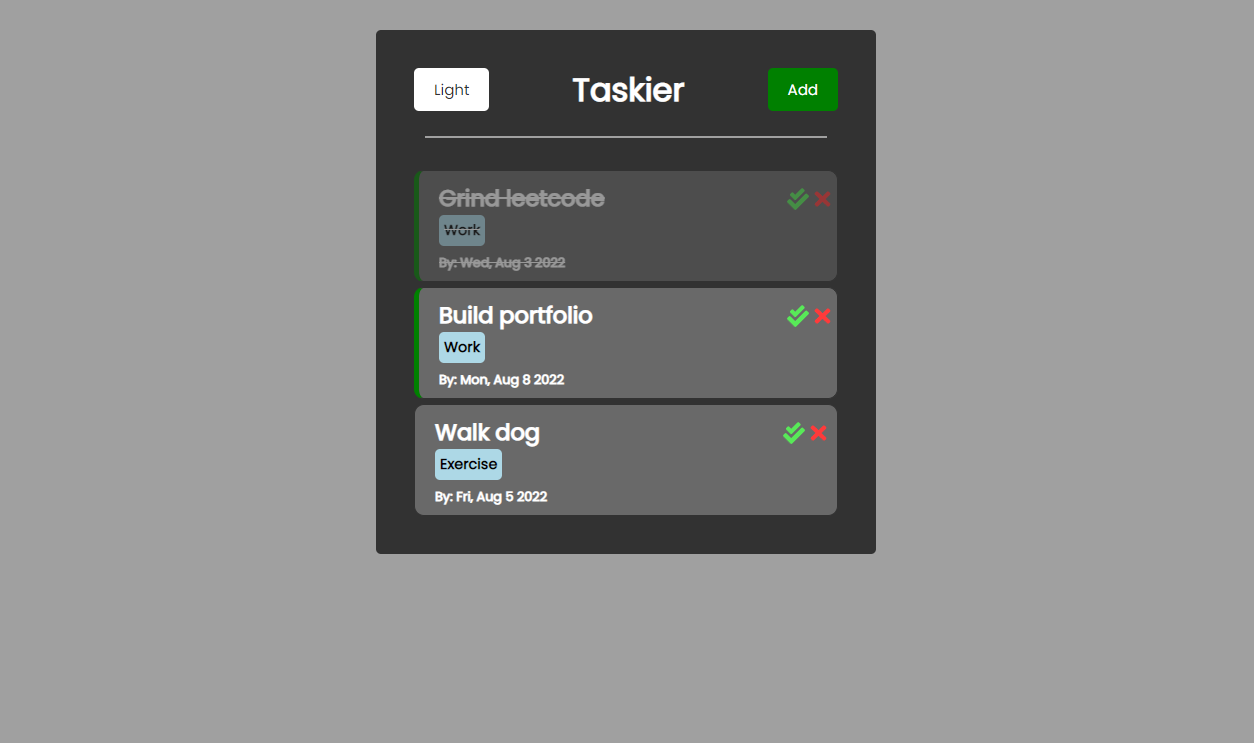 Light
Taskier
Add
Grind leetcode
Work
By: Wed, Aug 3 2022
Build portfolio
Work
By: Mon, Aug 8 2022
Walk dog
Exercise
By: Fri, Aug 5 2022